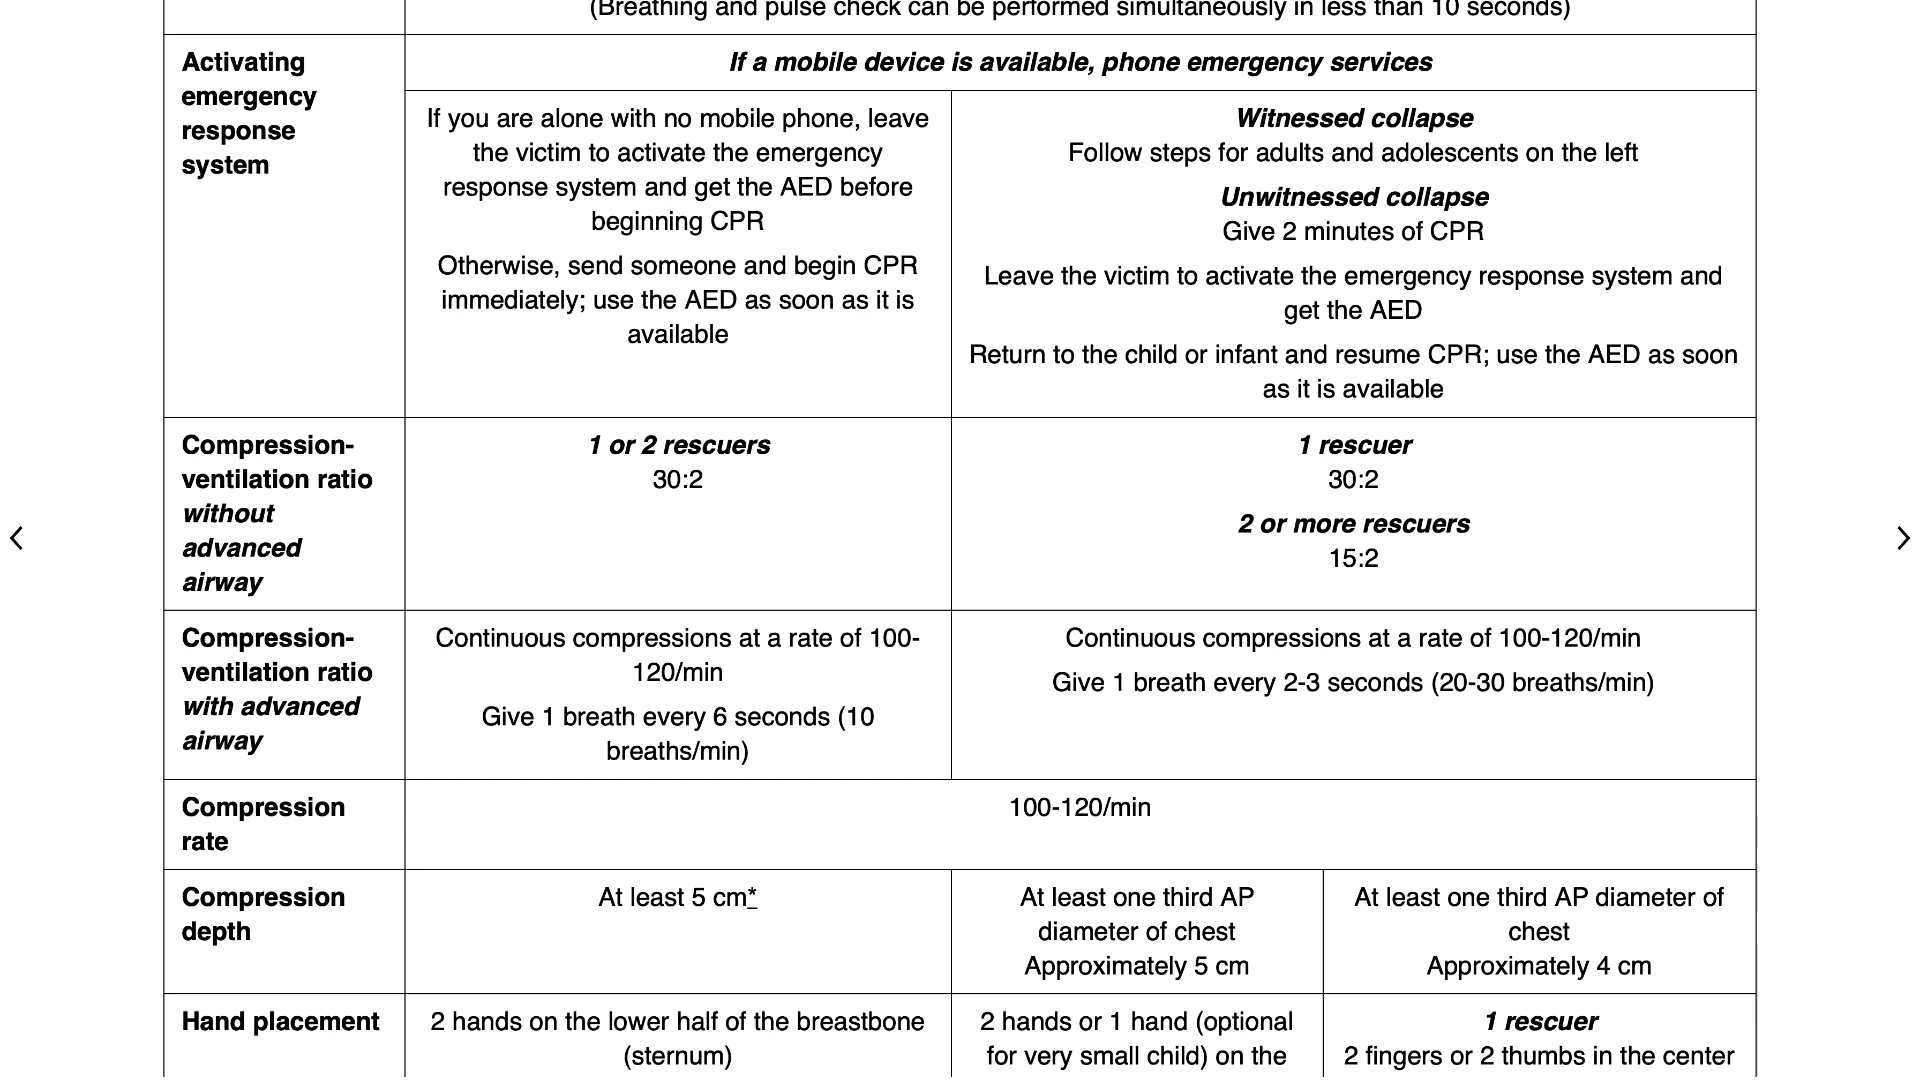 (Breathing and pulse check can be performed simultaneously in less than 10 seconds)
Activating
emergency
response
system
If a mobile device is available, phone emergency services
If you are alone with no mobile phone, leave
the victim to activate the emergency
response system and get the AED before
beginning CPR
Otherwise, send someone and begin CPR
immediately; use the AED as soon as it is
available
Witnessed collapse
Follow steps for adults and adolescents on the left
Unwitnessed collapse
Give 2 minutes of CPR
Leave the victim to activate the emergency response system and
get the AED
Return to the child or infant and resume CPR; use the AED as soon
as it is available
Compression-
ventilation ratio
without
advanced
airway
1 or 2 rescuers
30:2
1 rescuer
30:2
2 or more rescuers
15:2
Compression-
ventilation ratio
with advanced
airway
Continuous compressions at a rate of 100-
120/min
Give 1 breath every 6 seconds (10
breaths/min)
Continuous compressions at a rate of 100-120/min
Give 1 breath every 2-3 seconds (20-30 breaths/min)
Compression
rate
100-120/min
Compression
depth
At least 5 cm*
At least one third AP
diameter of chest
Approximately 5 cm
At least one third AP diameter of
chest
Approximately 4 cm
Hand placement
2 hands on the lower half of the breastbone
(sternum)
2 hands or 1 hand (optional
for very small child) on the
1 rescuer
2 fingers or 2 thumbs in the center